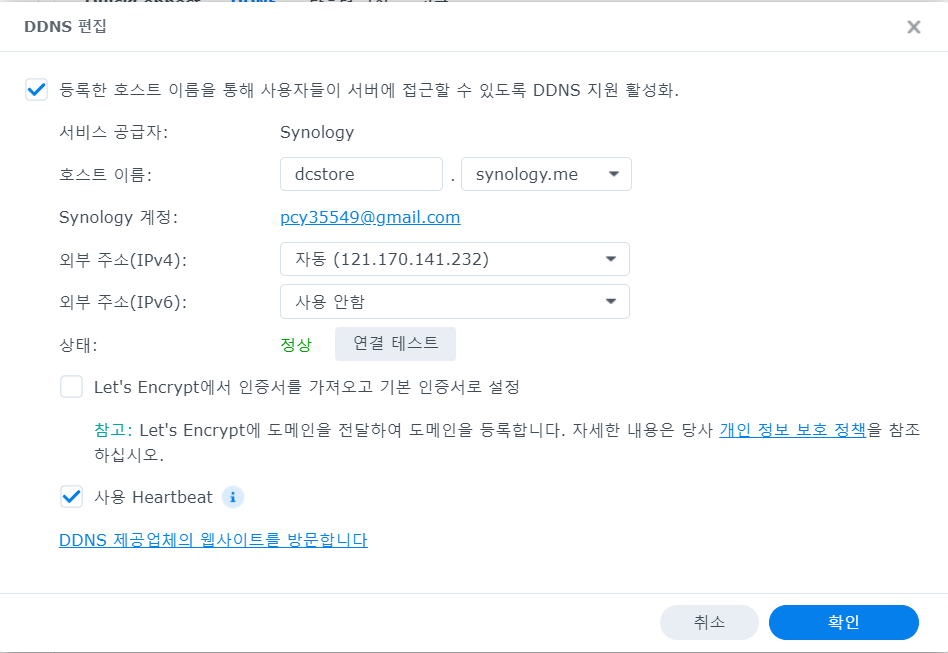 DDNS 편집
등록한 호스트 이름을 통해 사용자들이 서버에 접근할 수 있도록 DDNS 지원 활성화.
서비스 공급자: Synology
호스트 이름: dcstore . synology.me
Synology 계정: pcy35549@gmail.com
외부 주소(IPv4): 자동 (121.170.141.232)
외부 주소(IPv6): 사용 안함
상태: 정상 연결 테스트
Let's Encrypt에서 인증서를 가져오고 기본 인증서로 설정
참고: Let's Encrypt에 도메인을 전달하여 도메인을 등록합니다. 자세한 내용은 당사 개인 정보 보호 정책을 참조
하십시오.
사용 Heartbeat
DDNS 제공업체의 웹사이트를 방문합니다
취소 확인